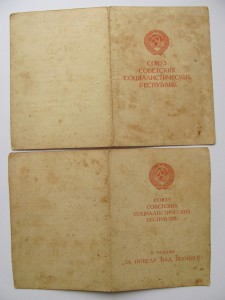 СОЮЗ
СОВЕТСКИХ
СОЦИАЛИСТИЧЕСКИХ
РЕСПУБЛИК
СОЮЗ
СОВЕТСКИХ
СОЦИАЛИСТИЧЕСКИХ
РЕСПУБЛИК
К МЕДАЛИ
„ЗА ПОБЕДУ НАД ЯПОНИЕЙ"